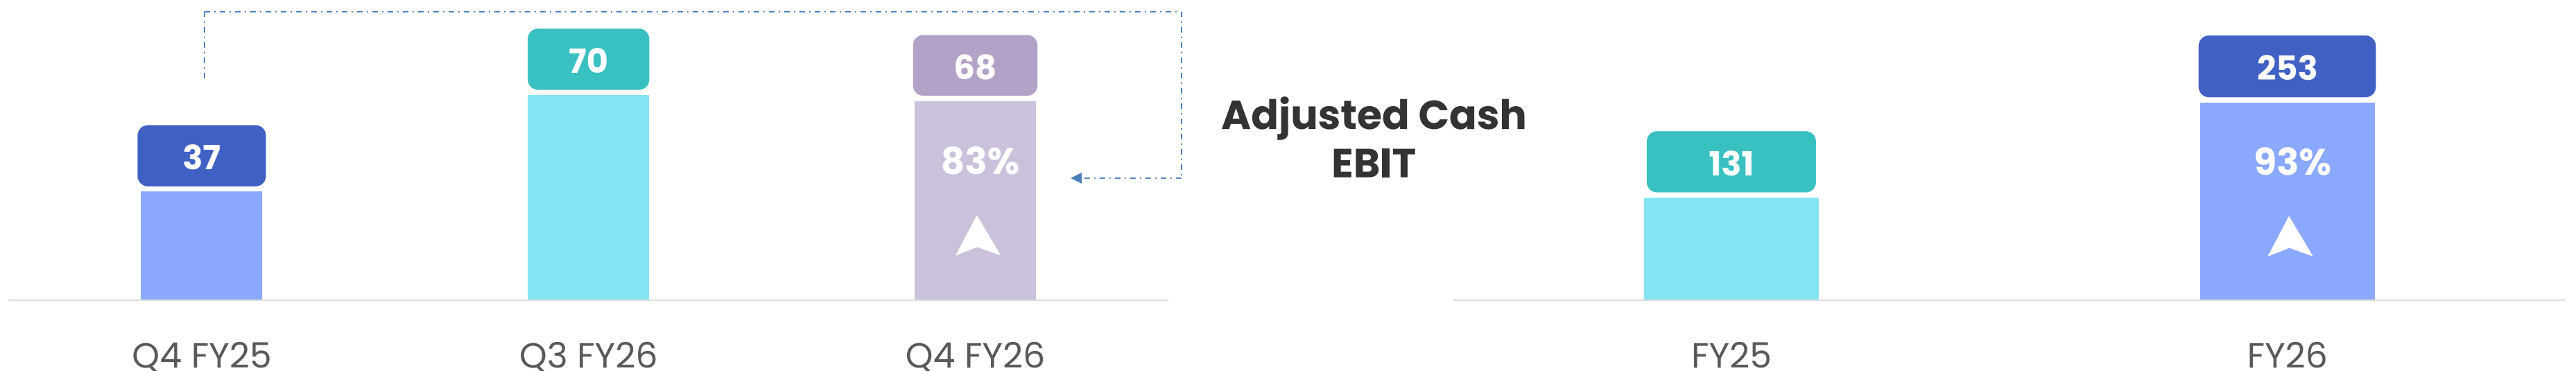 37
70
68
83%
Q4 FY25
Q3 FY26
Q4 FY26
Adjusted Cash
EBIT
131
253
93%
FY25
FY26